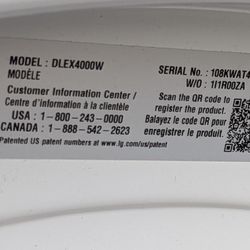 MODEL: DLEX4000W
MODÈLE
Customer Information Center /
Centre d'information à la clientèle
USA : 1-800-243-0000
CANADA : 1-888-542-2623
Patented US patent numbers at www.lg.com/us/patent
SERIAL No. : 108KWAT4
W/O : 1I1R00ZA
Scan the QR code to
register your product
Balayez le code QR pour
enregistrer votre produit